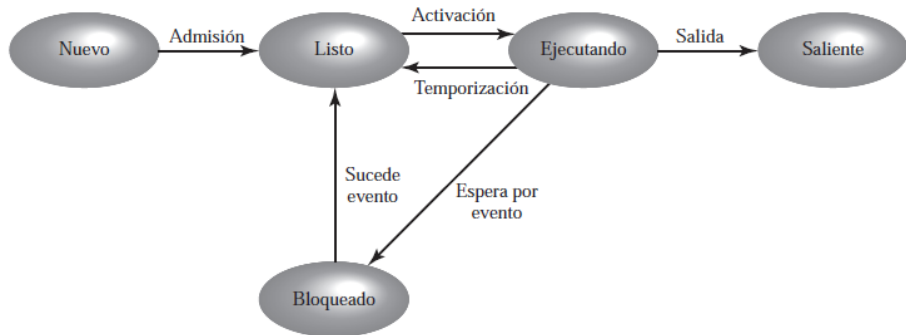 Nuevo
Admisión
Listo
Activación
Temporización
Ejecutando
Salida
Saliente
Sucede
evento
Espera por
evento
Bloqueado